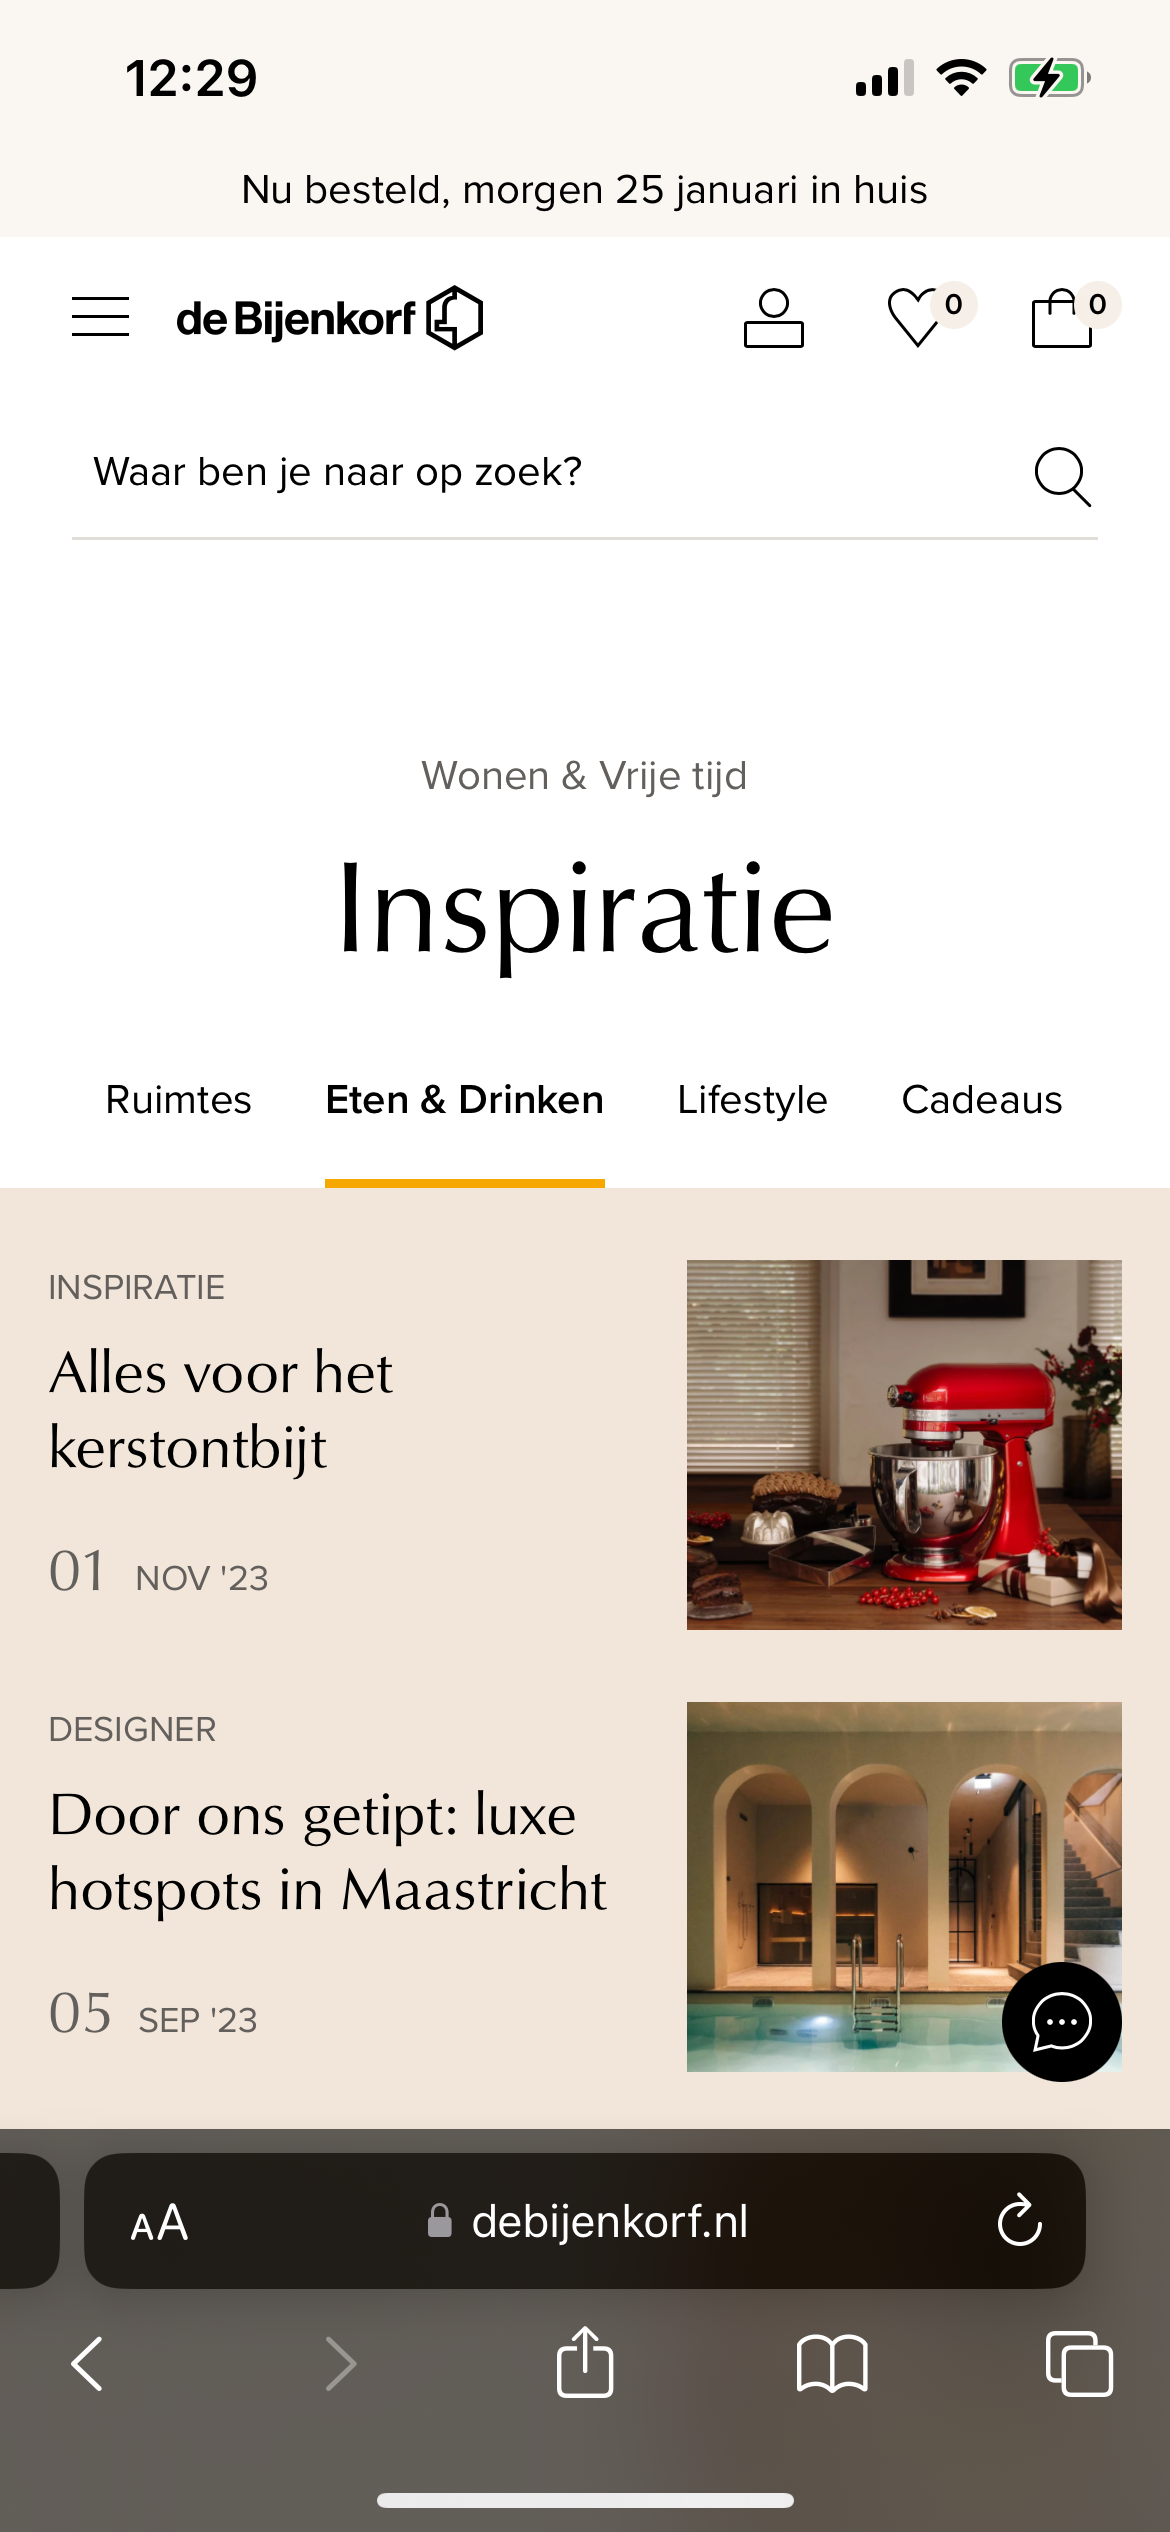 12:29
Nu besteld, morgen 25 januari in huis
de Bijenkorf
0
0
Waar ben je naar op zoek?
Wonen & Vrije tijd
Inspiratie
Ruimtes Eten & Drinken Lifestyle Cadeaus
INSPIRATIE
Alles voor het
kerstontbijt
01 NOV '23
DESIGNER
Door ons getipt: luxe
hotspots in Maastricht
05 SEP '23
AA debijenkorf.nl